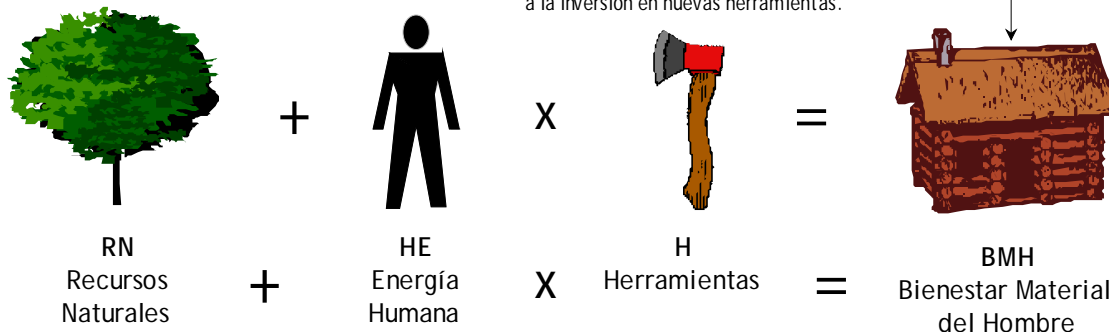 a la inversión en nuevas herramientas.
+ x =
RN HE H BMH
Recursos + Energía x Herramientas = Bienestar Material
Naturales Humana del Hombre